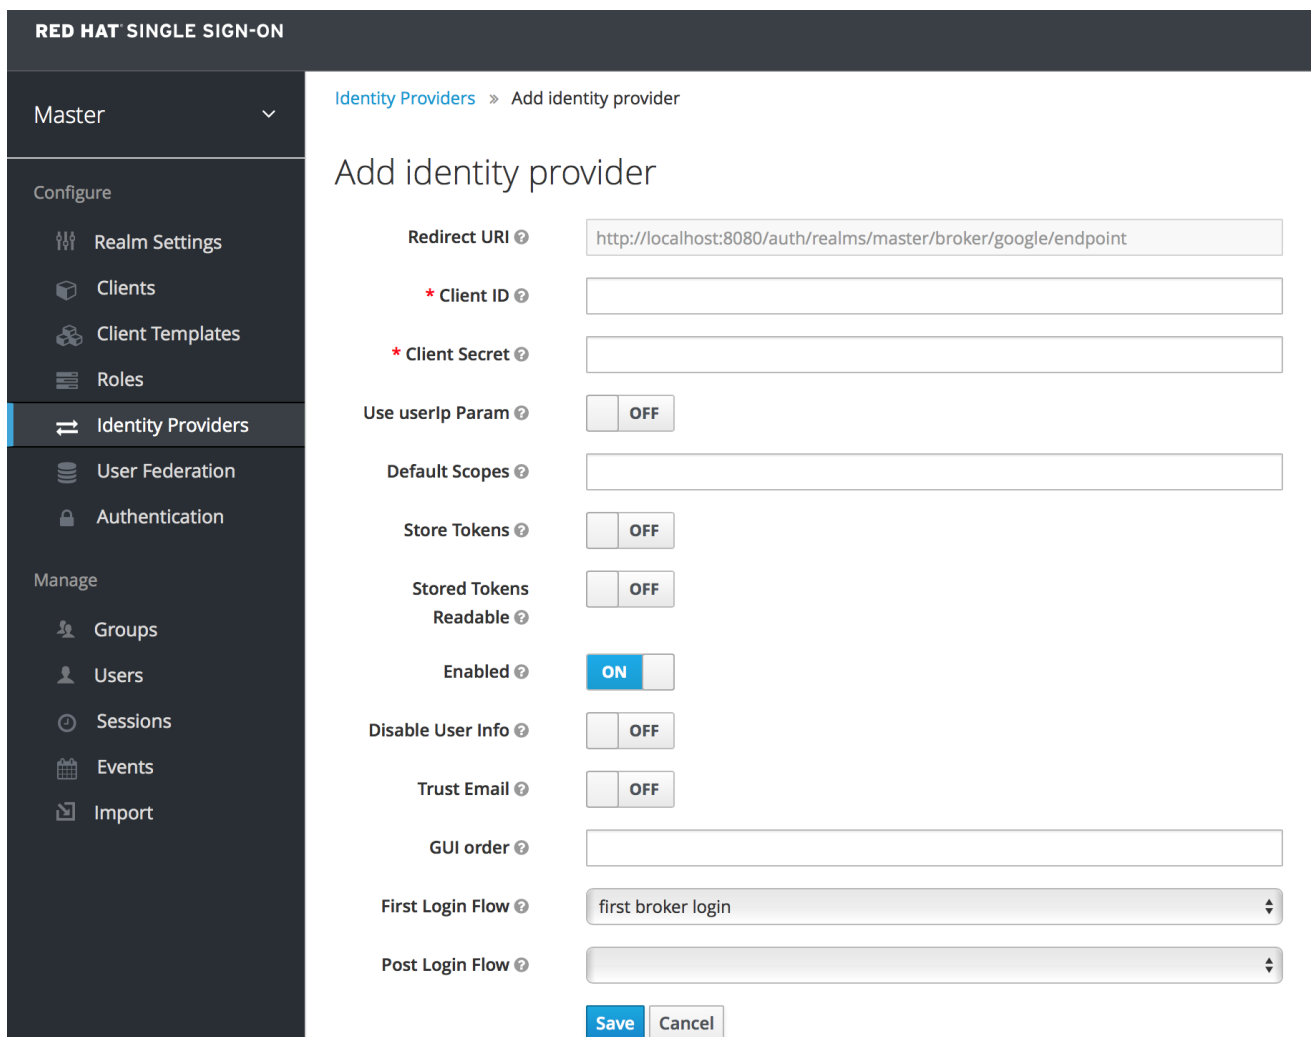 RED HAT SINGLE SIGN-ON
Master
Configure
Realm Settings
Clients
Client Templates
Roles
Identity Providers
User Federation
Authentication
Manage
Groups
Users
Sessions
Events
Import
Identity Providers » Add identity provider
Add identity provider
Redirect URI http://localhost:8080/auth/realms/master/broker/google/endpoint
* Client ID
* Client Secret
Use userIp Param OFF
Default Scopes
Store Tokens OFF
Stored Tokens OFF
Readable
Enabled ON
Disable User Info OFF
Trust Email OFF
GUI order
First Login Flow first broker login
Post Login Flow
Save Cancel